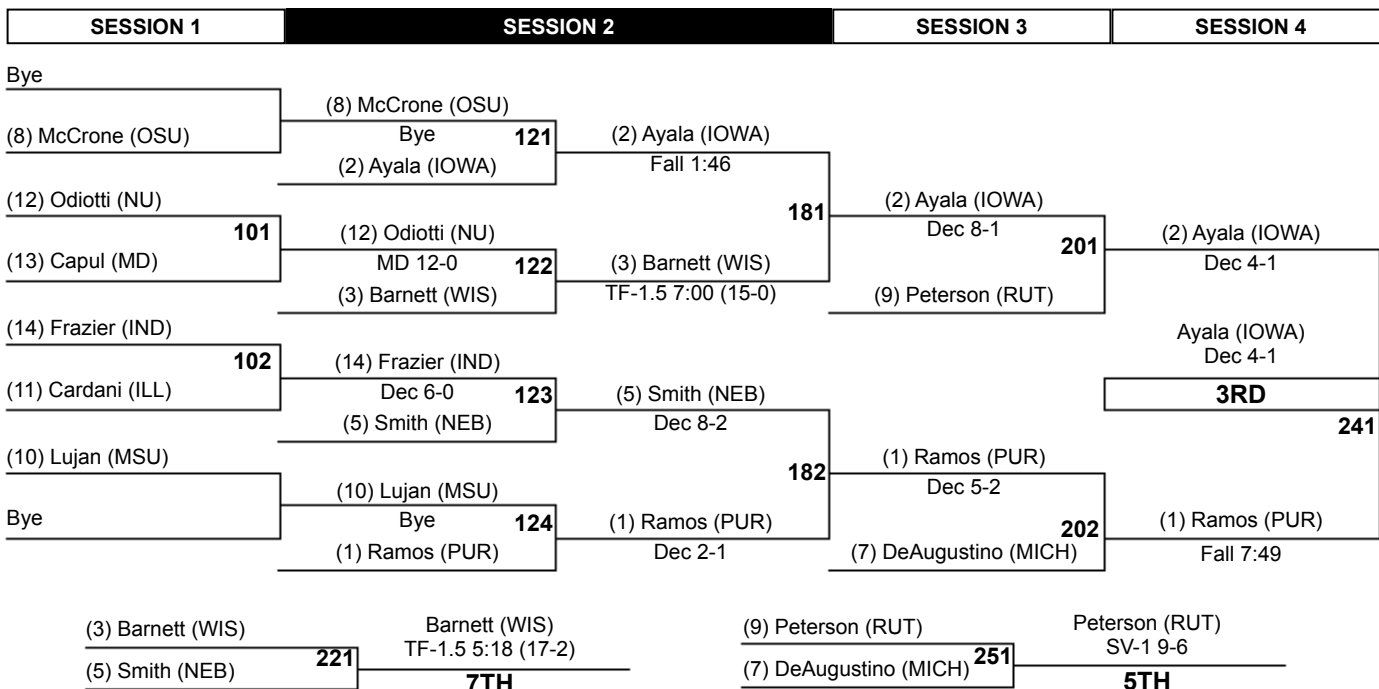 SESSION 1
SESSION 2
SESSION 3
SESSION 4
Bye
(8) McCrone (OSU)
(8) McCrone (OSU)
Bye
121
(2) Ayala (IOWA)
(2) Ayala (IOWA)
Fall 1:46
(12) Odiotti (NU)
101
(13) Capul (MD)
(12) Odiotti (NU)
MD 12-0
122
(3) Barnett (WIS)
(3) Barnett (WIS)
TF-1.5 7:00 (15-0)
181
(2) Ayala (IOWA)
Dec 8-1
201
(9) Peterson (RUT)
(2) Ayala (IOWA)
Dec 4-1
(14) Frazier (IND)
102
(11) Cardani (ILL)
(14) Frazier (IND)
Dec 6-0
123
(5) Smith (NEB)
(5) Smith (NEB)
Dec 8-2
Ayala (IOWA)
Dec 4-1
3RD
241
(10) Lujan (MSU)
Bye
(10) Lujan (MSU)
Bye
124
(1) Ramos (PUR)
(1) Ramos (PUR)
Dec 2-1
182
(1) Ramos (PUR)
Dec 5-2
202
(7) DeAugustino (MICH)
(1) Ramos (PUR)
Fall 7:49
(3) Barnett (WIS)
221
(5) Smith (NEB)
Barnett (WIS)
TF-1.5 5:18 (17-2)
7TH
(9) Peterson (RUT)
251
(7) DeAugustino (MICH)
Peterson (RUT)
SV-1 9-6
5TH